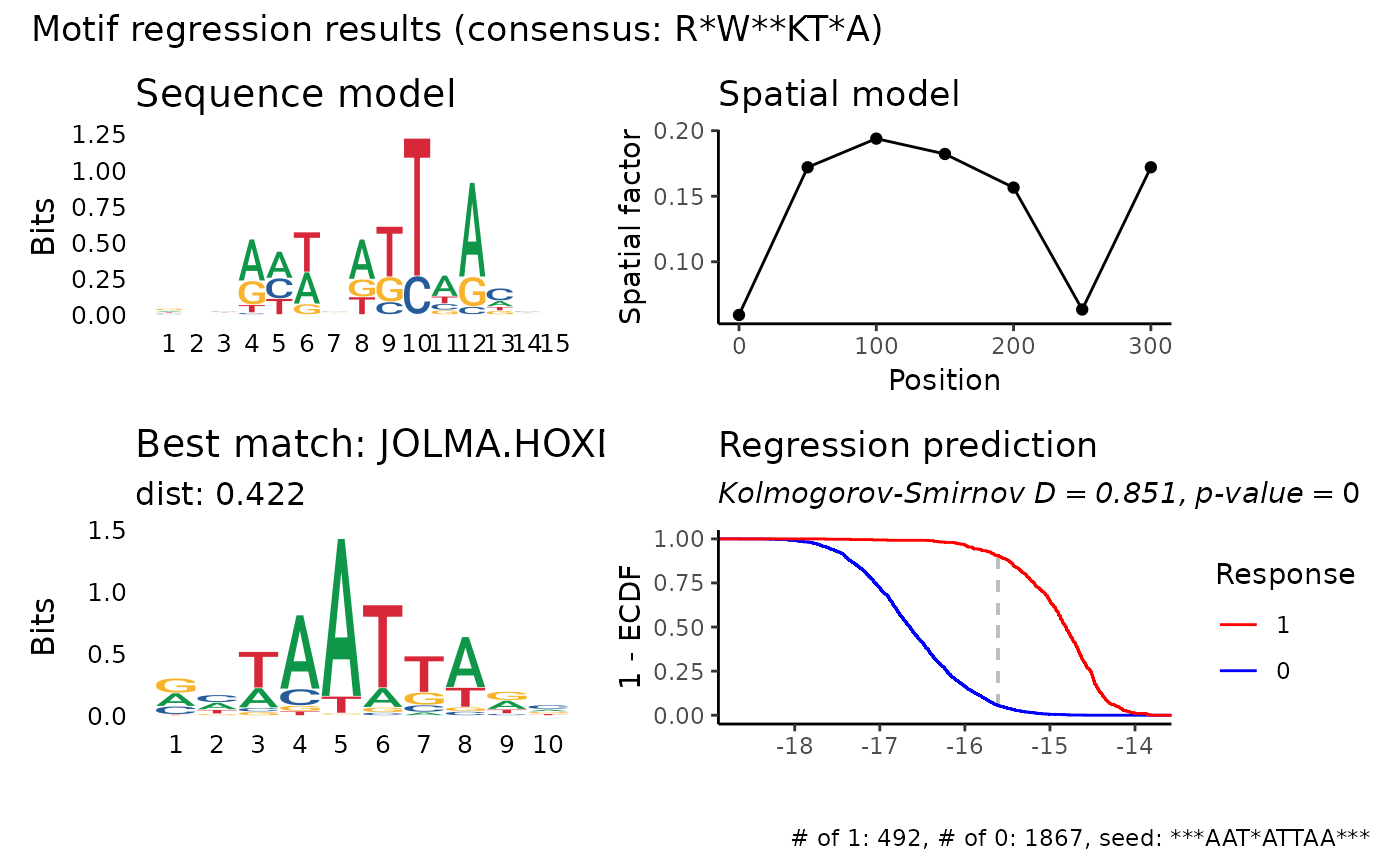 Motif regression results (consensus: R*W**KT*A)
Sequence model
Bits
1.25
1.00
0.75
0.50
0.25
0.00
1 2 3 4 5 6 7 8 9 10 11 12 13 14 15
Spatial model
Spatial factor
0.20
0.15
0.10
0 100 200 300
Position
Best match: JOLMA.HOXI
dist: 0.422
Bits
1.5
1.0
0.5
0.0
1 2 3 4 5 6 7 8 9 10
Regression prediction
Kolmogorov-Smirnov D = 0.851, p-value = 0
1 - ECDF
1.00
0.75
0.50
0.25
0.00
-18 -17 -16 -15 -14
Response
1
0
# of 1: 492, # of 0: 1867, seed: ***AAT*ATTAA***